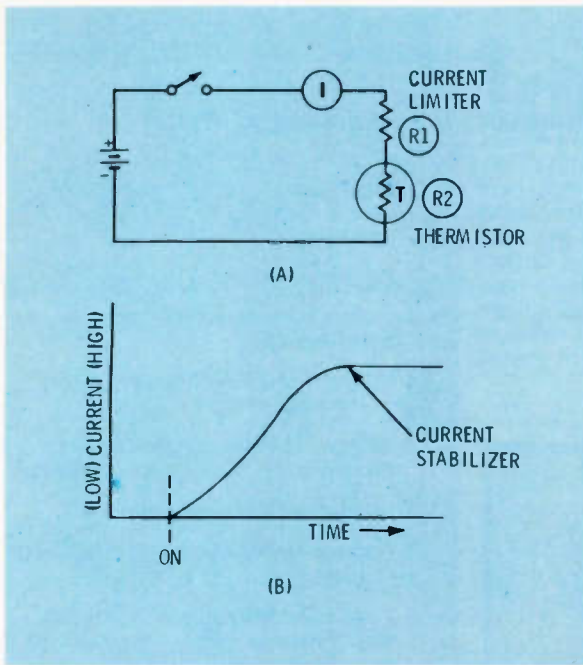 +
-
I
CURRENT
LIMITER
R1
T
R2
THERMISTOR
(A)
(LOW) CURRENT (HIGH)
CURRENT
STABILIZER
TIME
ON
(B)